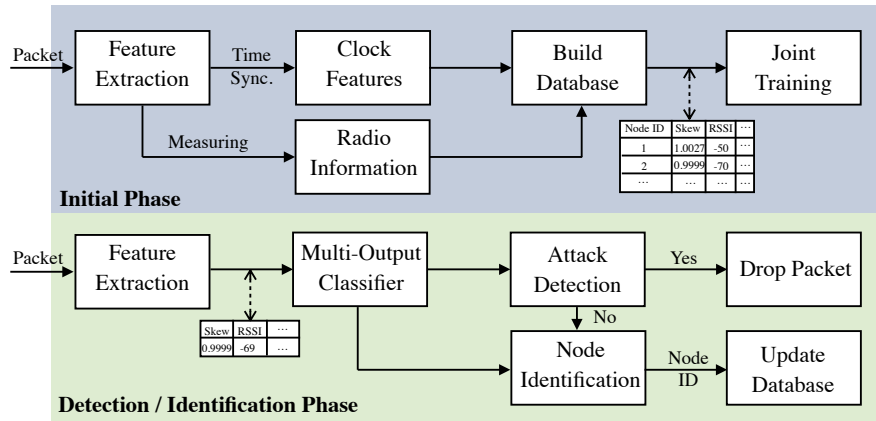 Packet
Feature
Extraction
Time
Sync.
Clock
Features
Build
Database
Joint
Training
Measuring
Radio
Information
Node ID Skew RSSI ...
1 1.0027 -50 ...
2 0.9999 -70 ...
... ... ... ...
Initial Phase
Packet
Feature
Extraction
Multi-Output
Classifier
Attack
Detection
Yes
Drop Packet
No
Skew RSSI ...
0.9999 -69 ...
Node
Identification
Node
ID
Update
Database
Detection / Identification Phase